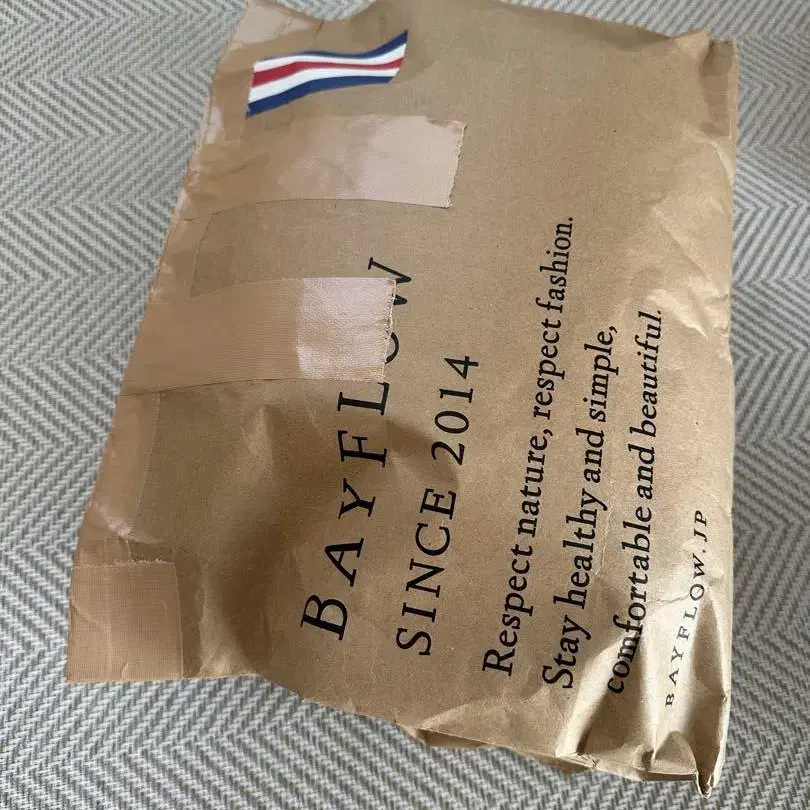 BAYFLOW
SINCE 2014
Respect nature, respect fashion.
Stay healthy and simple,
comfortable and beautiful.
BAYFLOW.JP